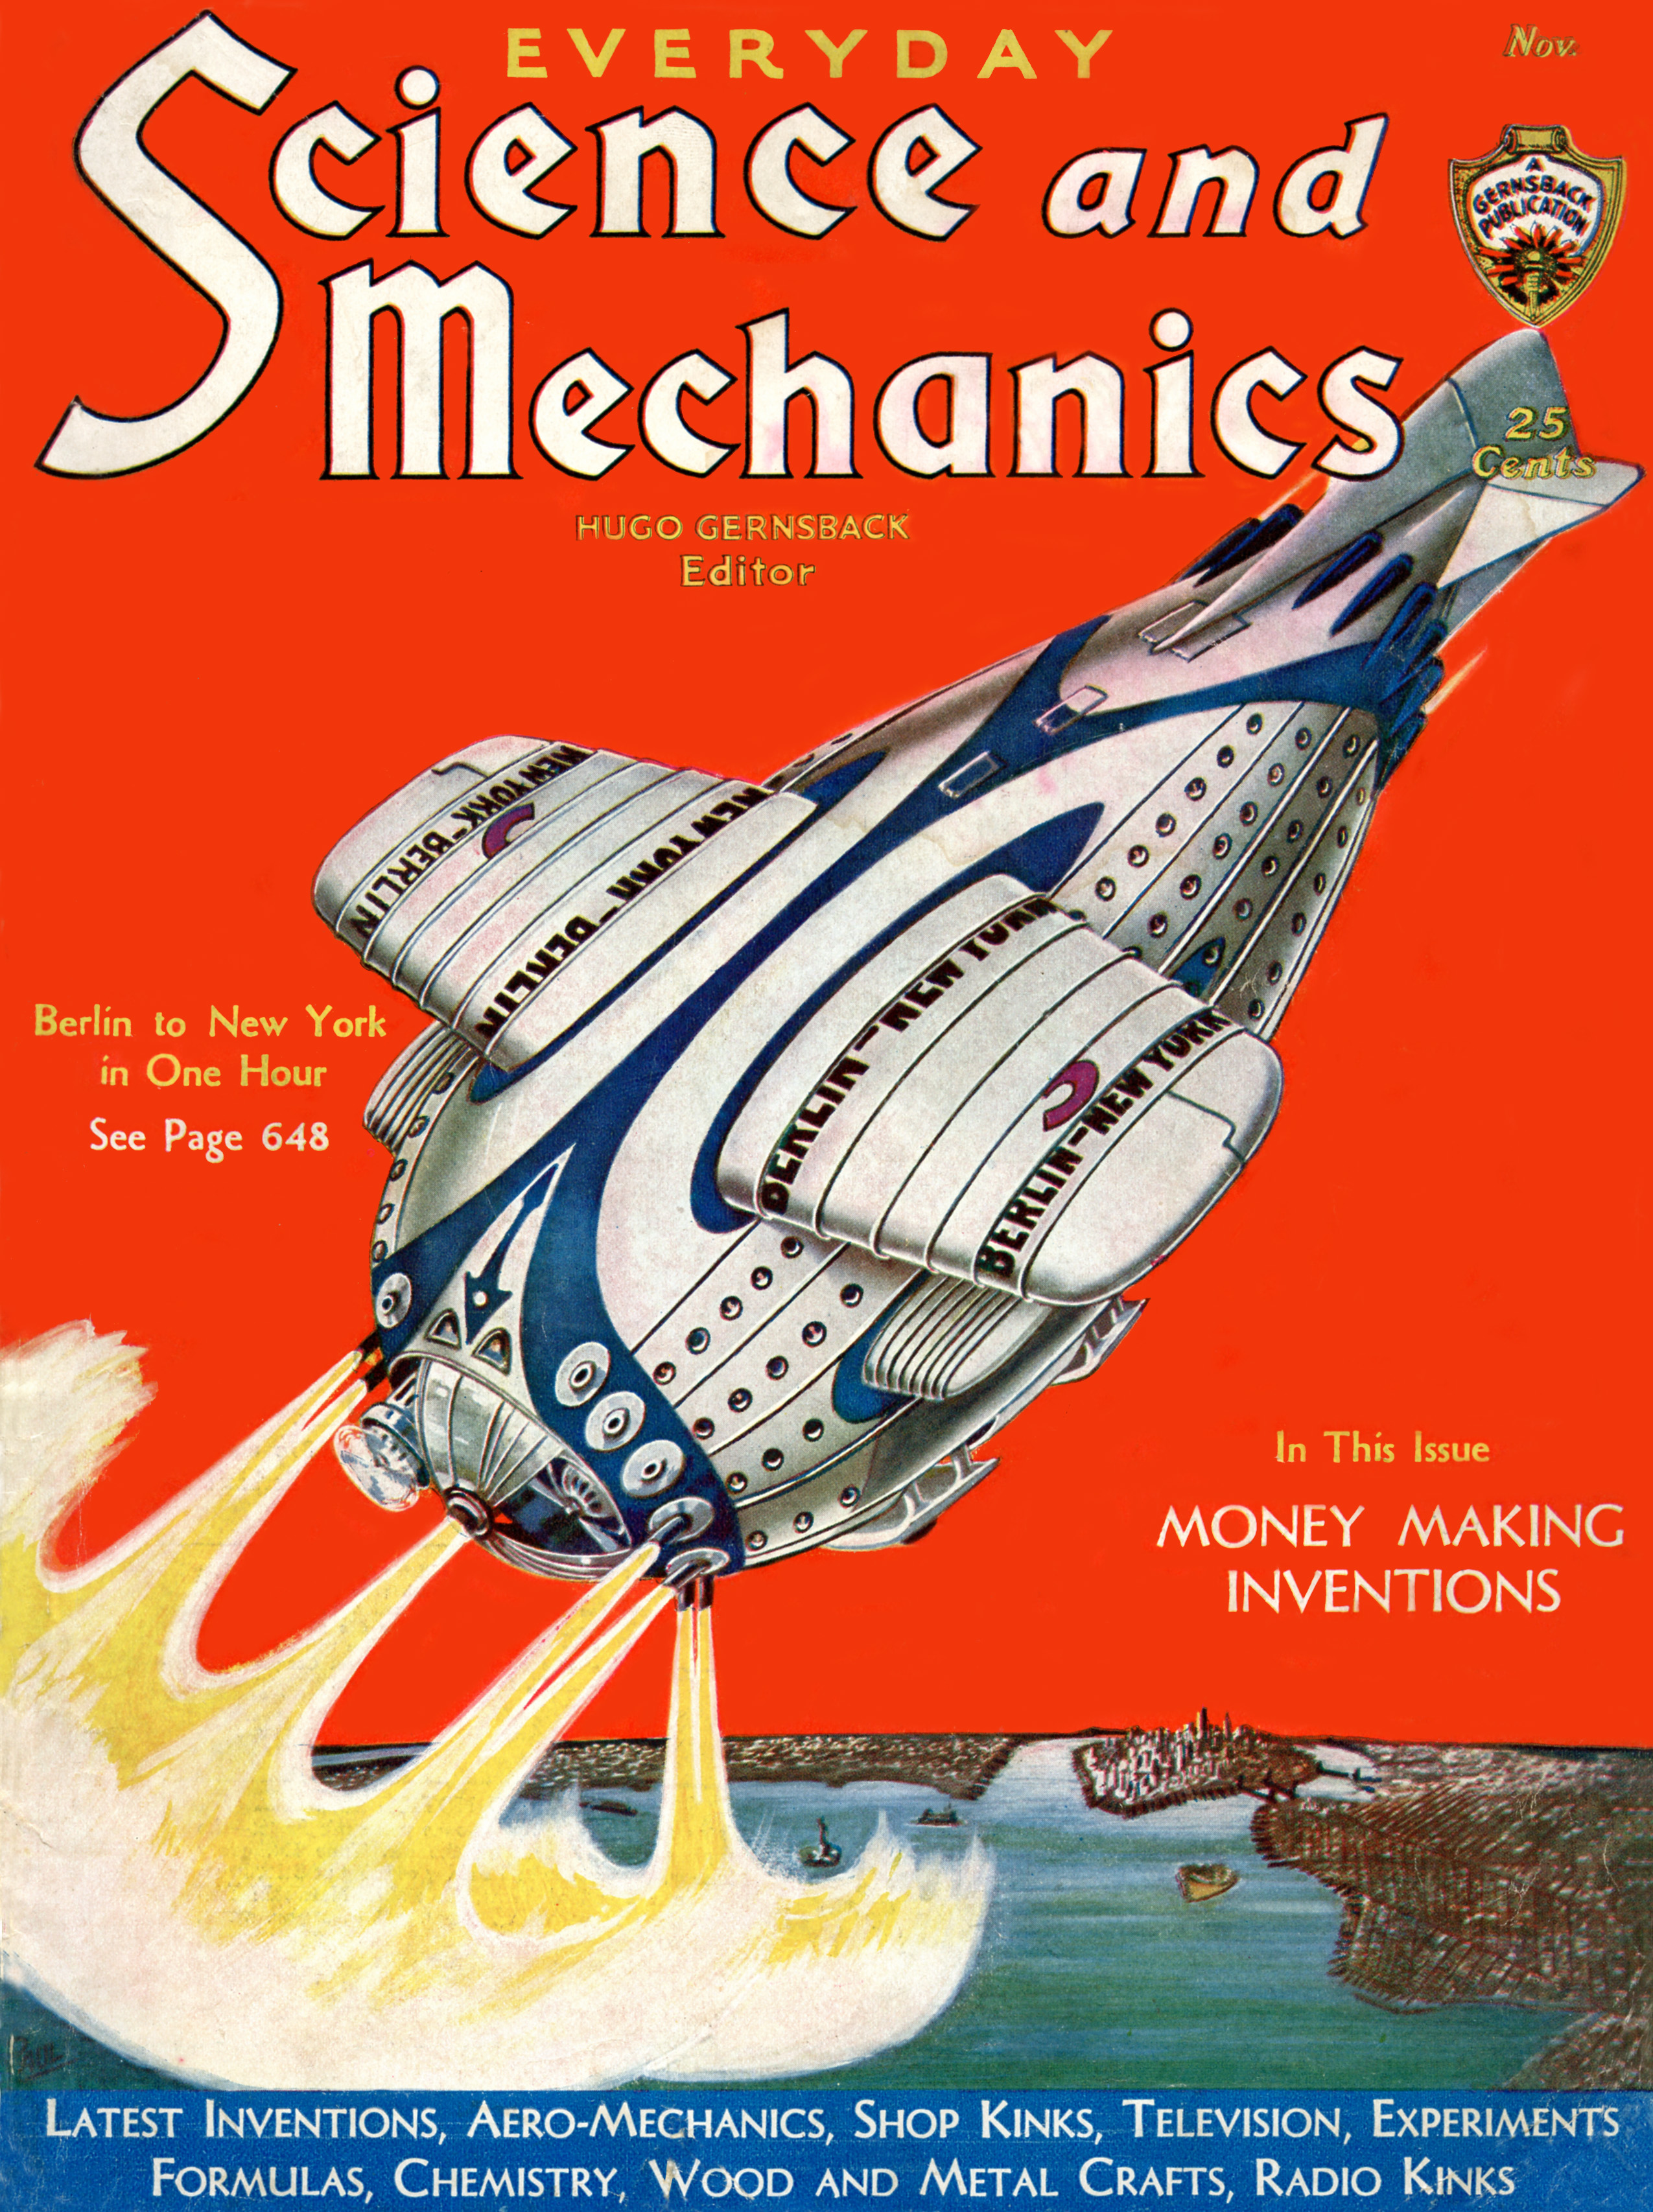 EVERYDAY
Nov.
Science and
Mechanics
A
GERNSBACK
PUBLICATION
25
Cents
HUGO GERNSBACK
Editor
NEW YORK-BERLIN
NEW YORK-BERLIN
BERLIN-NEW YORK
BERLIN-NEW YORK
Berlin to New York
in One Hour
See Page 648
In This Issue
MONEY MAKING
INVENTIONS
LATEST INVENTIONS, AERO-MECHANICS, SHOP KINKS, TELEVISION, EXPERIMENTS
FORMULAS, CHEMISTRY, WOOD AND METAL CRAFTS, RADIO KINKS